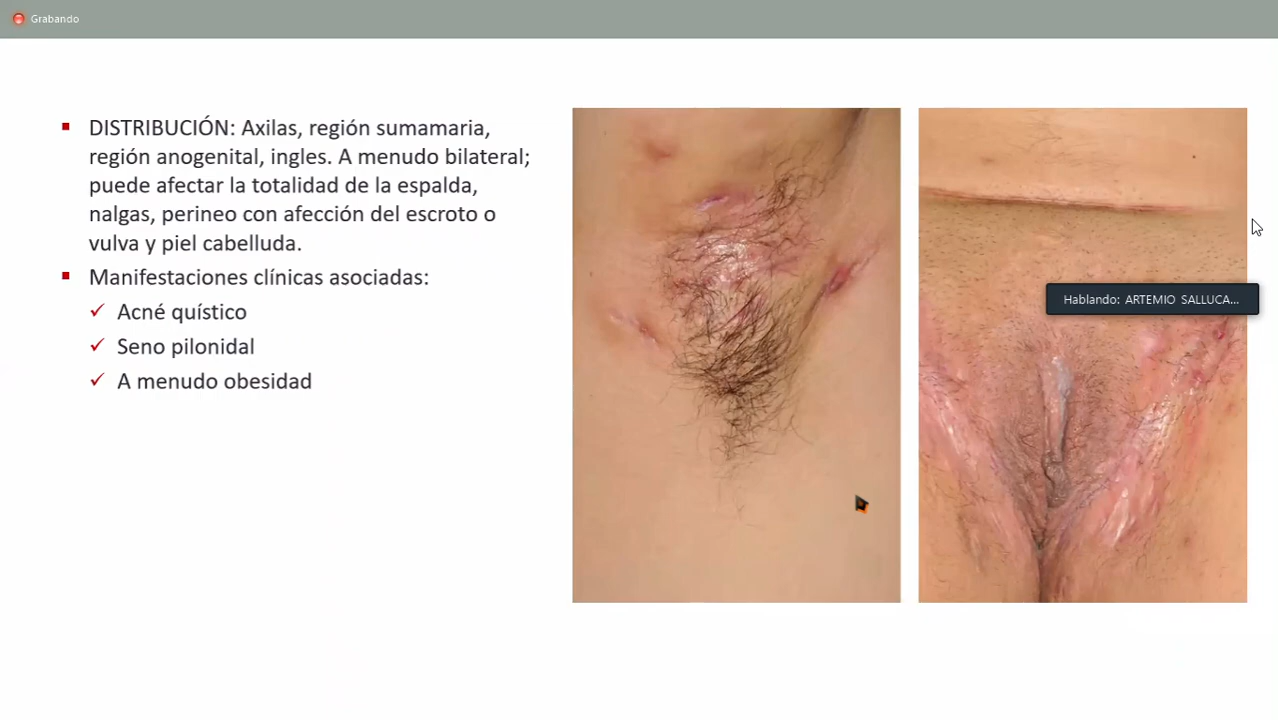 Grabando
DISTRIBUCIÓN: Axilas, región sumamaria,
región anogenital, ingles. A menudo bilateral;
puede afectar la totalidad de la espalda,
nalgas, perineo con afección del escroto o
vulva y piel cabelluda.
Manifestaciones clínicas asociadas:
Acné quístico
Seno pilonidal
A menudo obesidad
Hablando: ARTEMIO SALLUCA...